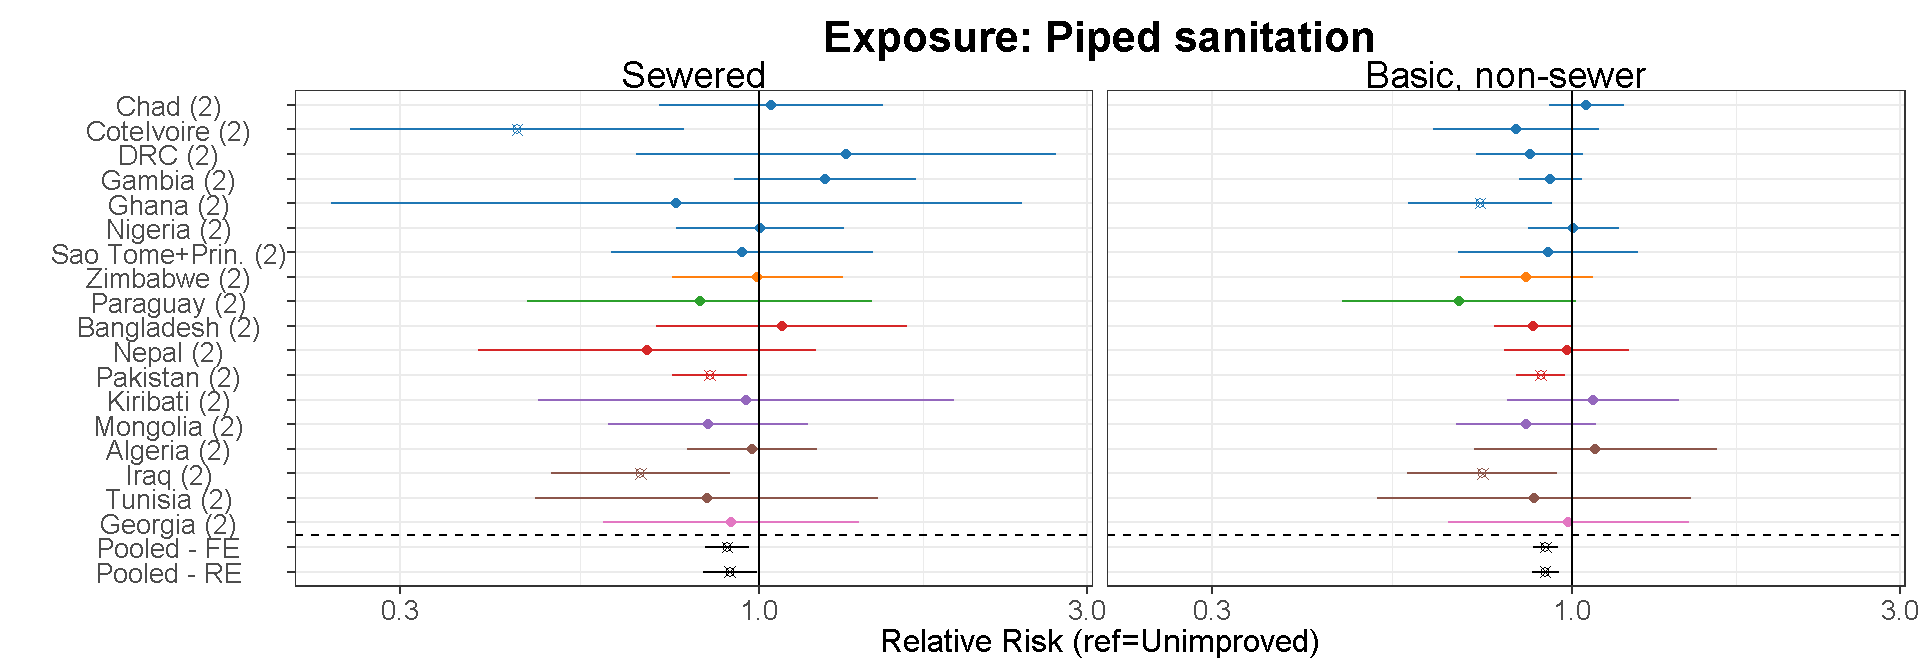 Exposure: Piped sanitation
Sewered
Basic, non-sewer
Chad (2)
CoteIvoire (2)
DRC (2)
Gambia (2)
Ghana (2)
Nigeria (2)
Sao Tome+Prin. (2)
Zimbabwe (2)
Paraguay (2)
Bangladesh (2)
Nepal (2)
Pakistan (2)
Kiribati (2)
Mongolia (2)
Algeria (2)
Iraq (2)
Tunisia (2)
Georgia (2)
Pooled - FE
Pooled - RE
0.3 1.0 3.0
0.3 1.0 3.0
Relative Risk (ref=Unimproved)